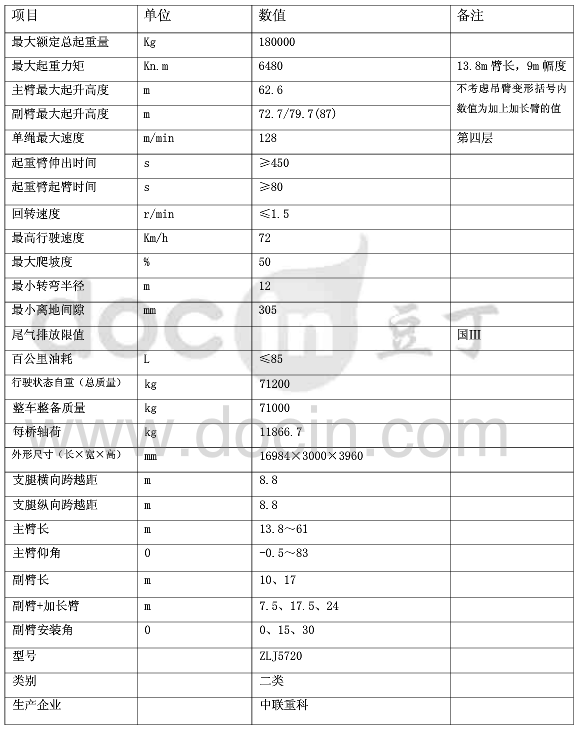 项目 单位 数值 备注
最大额定总起重量 Kg 180000
最大起重力矩 Kn.m 6480 13.8m 臂长，9m 幅度
主臂最大起升高度 m 62.6 不考虑吊臂变形括号内
副臂最大起升高度 m 72.7/79.7(87) 数值为加上加长臂的值
单绳最大速度 m/min 128 第四层
起重臂伸出时间 s ≥450
起重臂起臂时间 s ≥80
回转速度 r/min ≤1.5
最高行驶速度 Km/h 72
最大爬坡度 % 50
最小转弯半径 m 12
最小离地间隙 mm 305
尾气排放限值 国Ⅲ
百公里油耗 L ≤85
行驶状态自重（总质量） kg 71200
整车整备质量 kg 71000
每桥轴荷 kg 11866.7
外形尺寸（长×宽×高） mm 16984×3000×3960
支腿横向跨越距 m 8.8
支腿纵向跨越距 m 8.8
主臂长 m 13.8～61
主臂仰角 0 -0.5～83
副臂长 m 10、17
副臂+加长臂 m 7.5、17.5、24
副臂安装角 0 0、15、30
型号 ZLJ5720
类别 二类
生产企业 中联重科
docin 豆丁
www.docin.com